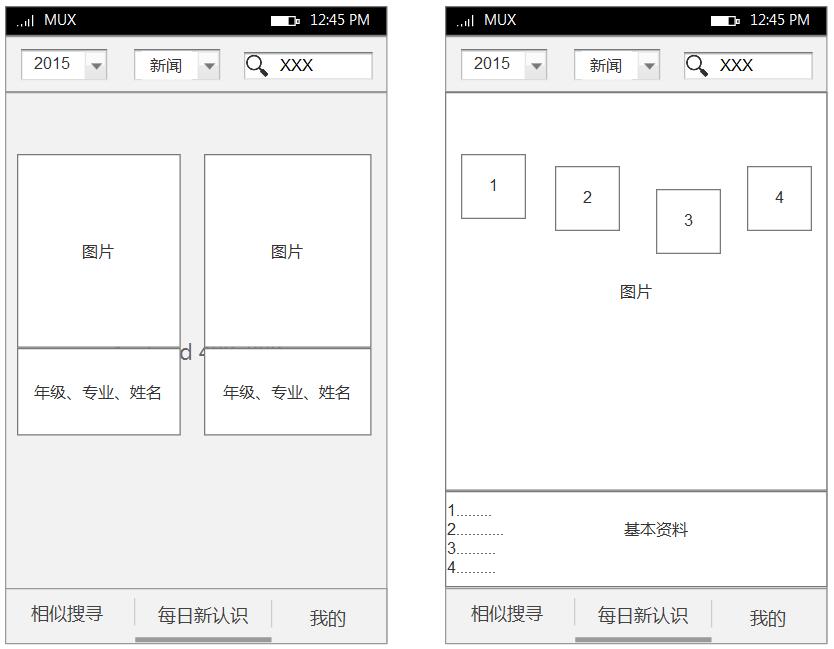 MUX 12:45 PM
2015 新闻 XXX
图片 图片
年级、专业、姓名 年级、专业、姓名
相似搜寻 每日新认识 我的
MUX 12:45 PM
2015 新闻 XXX
1 2 3 4
图片
1.........
2............
3..........
4..........
基本资料
相似搜寻 每日新认识 我的